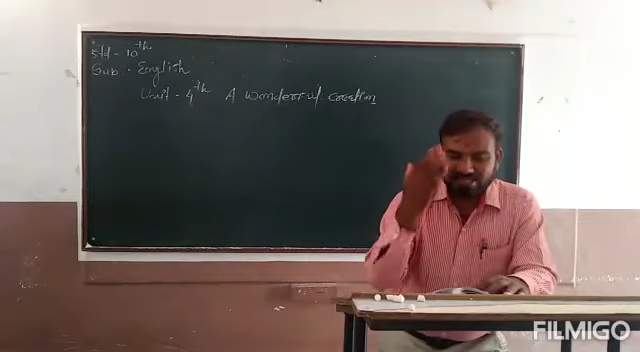 Std - 10th
Sub - English
Unit - 4th A wonderful creation
FILMIGO